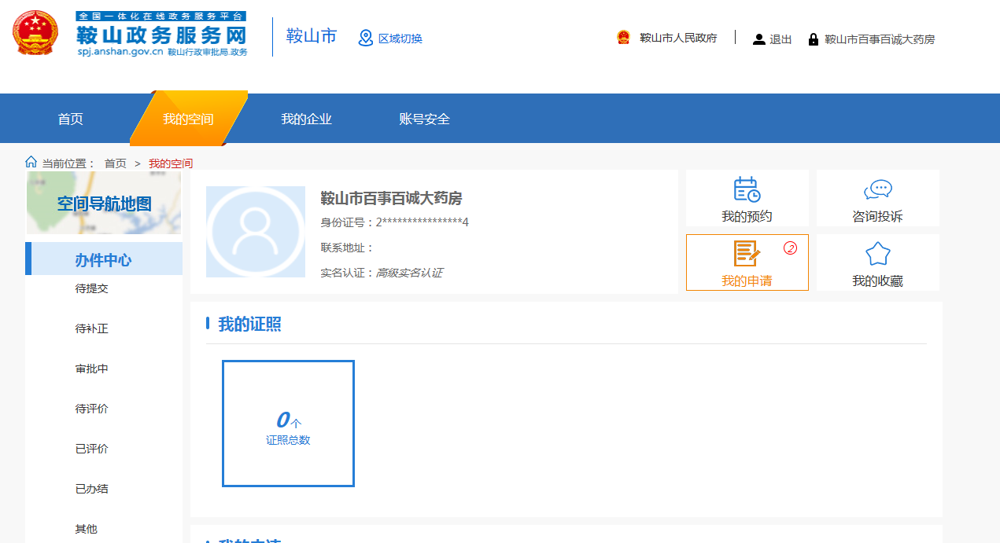 全国一体化在线政务服务平台
鞍山政务服务网
spj.anshan.gov.cn 鞍山行政审批局.政务
鞍山市
区域切换
鞍山市人民政府
退出
鞍山市百事百诚大药房
首页
我的空间
我的企业
账号安全
当前位置： 首页 > 我的空间
空间导航地图
办件中心
待提交
待补正
审批中
待评价
已评价
已办结
其他
鞍山市百事百诚大药房
身份证号：2****************4
联系地址：
实名认证：高级实名认证
我的预约
咨询投诉
2
我的申请
我的收藏
我的证照
0个
证照总数
我的申请